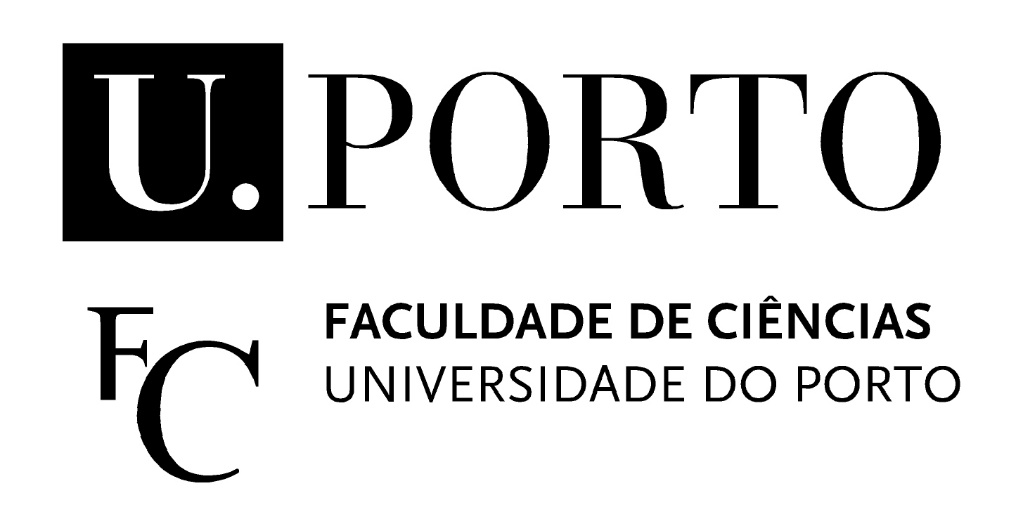 U. PORTO
FC
FACULDADE DE CIÊNCIAS
UNIVERSIDADE DO PORTO